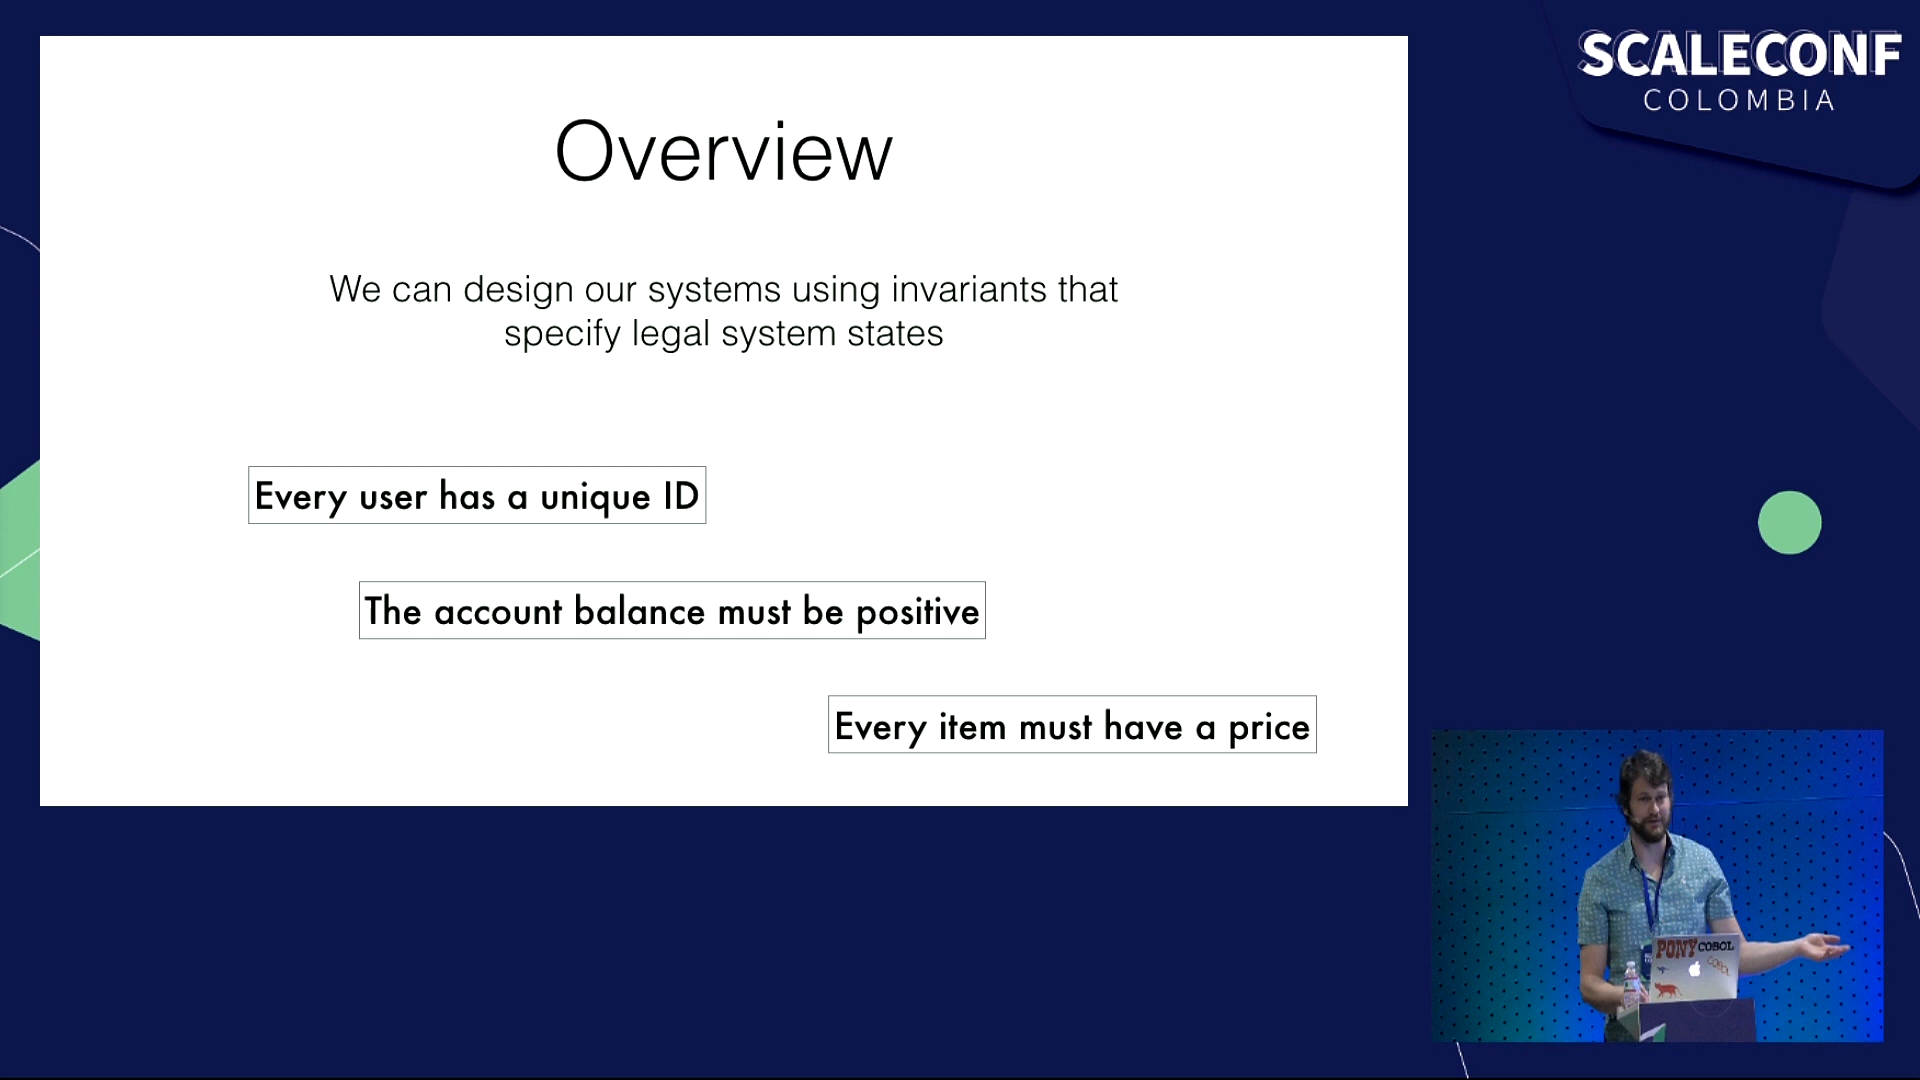 SCALECONF
COLOMBIA
Overview
We can design our systems using invariants that
specify legal system states
Every user has a unique ID
The account balance must be positive
Every item must have a price
PONY COBOL
COBOL